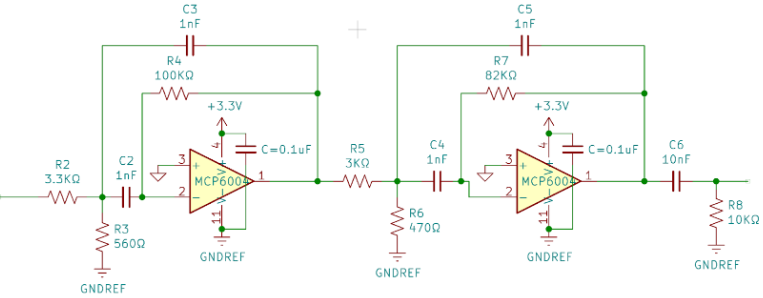 C3
1nF
C5
1nF
R4
100KΩ
R7
82KΩ
+3.3V
+3.3V
C=0.1uF
C=0.1uF
R2
3.3KΩ
C2
1nF
3
2
4
11
1
+
−
V+
V−
MCP6004
R5
3KΩ
C4
1nF
3
2
4
11
1
+
−
V+
V−
MCP6004
C6
10nF
R3
560Ω
R6
470Ω
R8
10KΩ
GNDREF
GNDREF
GNDREF
GNDREF
GNDREF